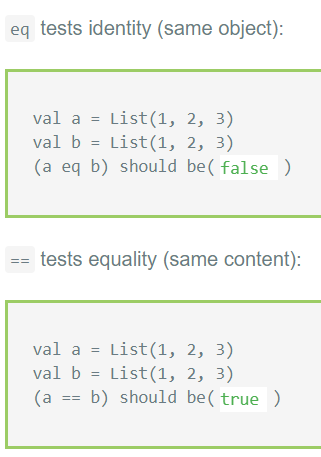 eq tests identity (same object):
val a = List(1, 2, 3)
val b = List(1, 2, 3)
(a eq b) should be( false )
== tests equality (same content):
val a = List(1, 2, 3)
val b = List(1, 2, 3)
(a == b) should be( true )